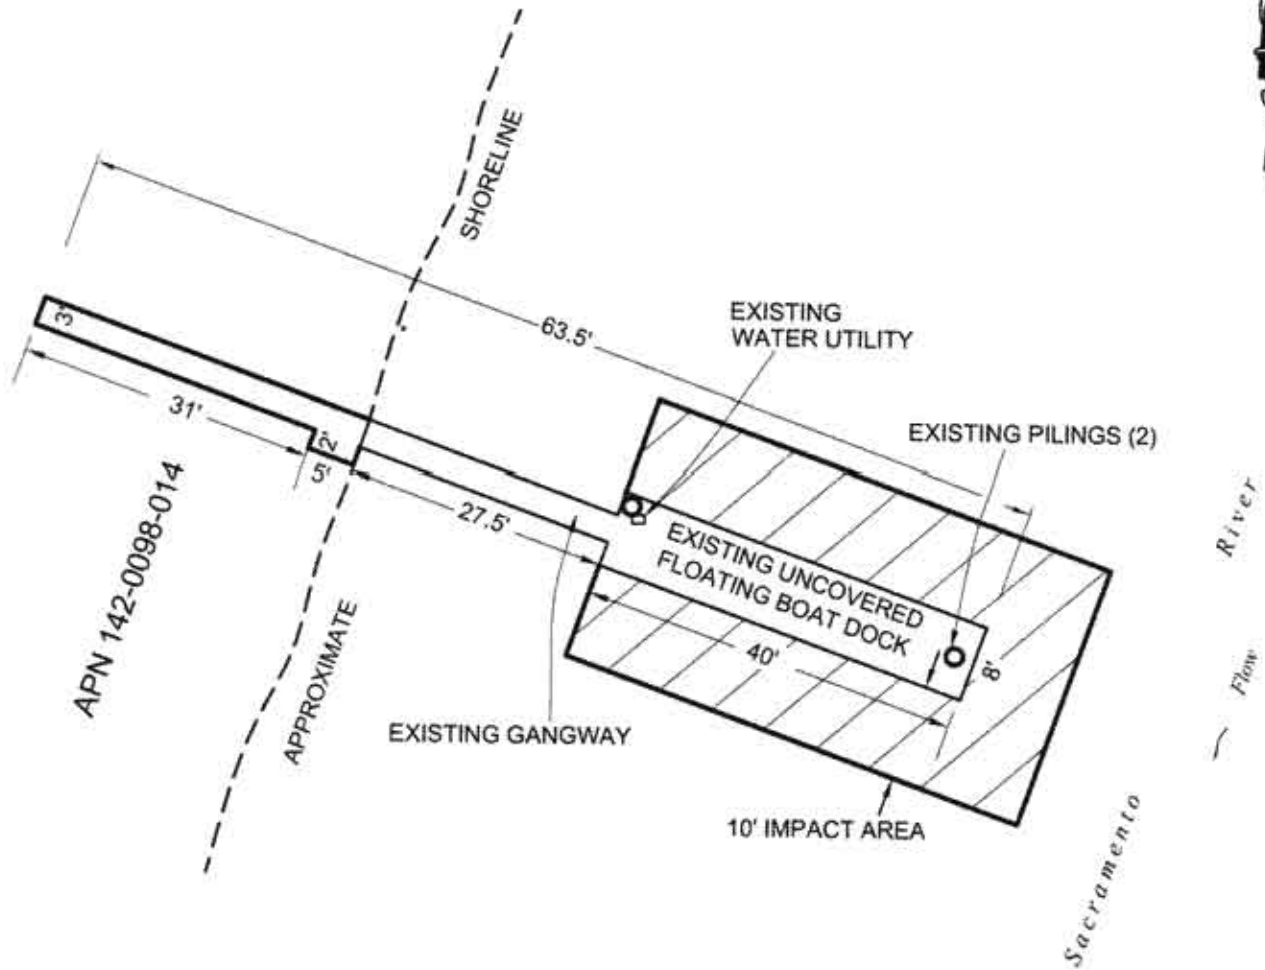 SHORELINE
63.5'
EXISTING
WATER UTILITY
3'
31'
2'
5'
27.5'
EXISTING PILINGS (2)
EXISTING UNCOVERED
FLOATING BOAT DOCK
40'
8'
APN 142-0098-014
APPROXIMATE
EXISTING GANGWAY
10' IMPACT AREA
River
Flow
Sacramento